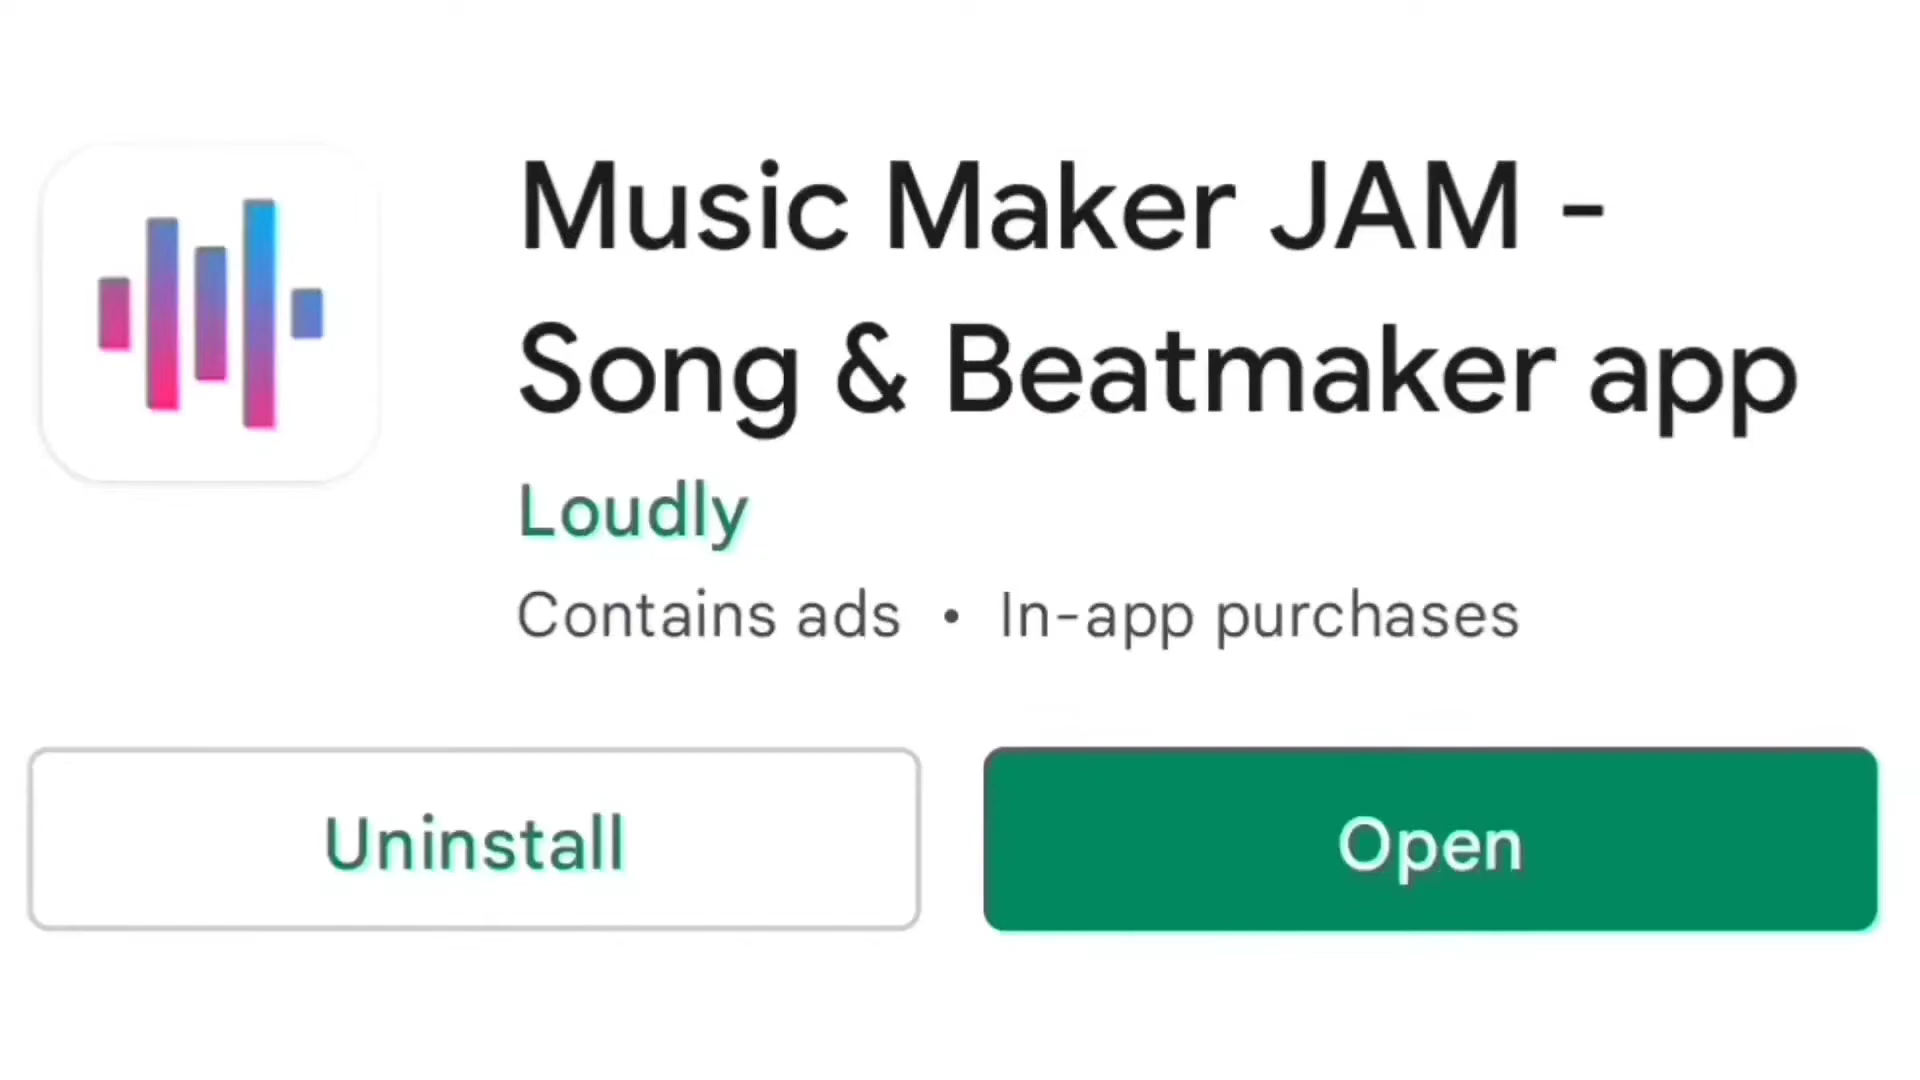 Music Maker JAM -
Song & Beatmaker app
Loudly
Contains ads • In-app purchases
Uninstall
Open